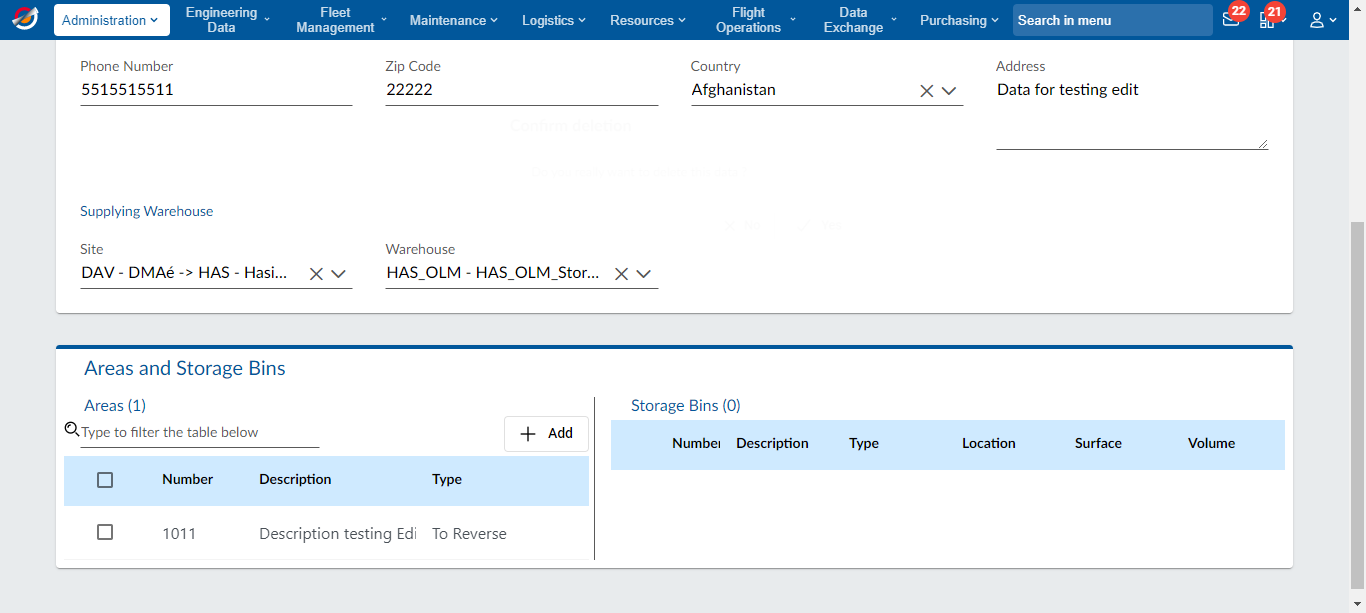 Administration
Engineering Data
Fleet Management
Maintenance
Logistics
Resources
Flight Operations
Data Exchange
Purchasing
Search in menu
22
21
Phone Number
5515515511
Zip Code
22222
Country
Afghanistan
Address
Data for testing edit
Confirm deletion
Supplying Warehouse
Site
DAV - DMAé -> HAS - Hasi...
Warehouse
HAS_OLM - HAS_OLM_Stor...
Areas and Storage Bins
Areas (1)
Type to filter the table below
Add
Number Description Type
1011 Description testing Edi To Reverse
Storage Bins (0)
Number Description Type Location Surface Volume